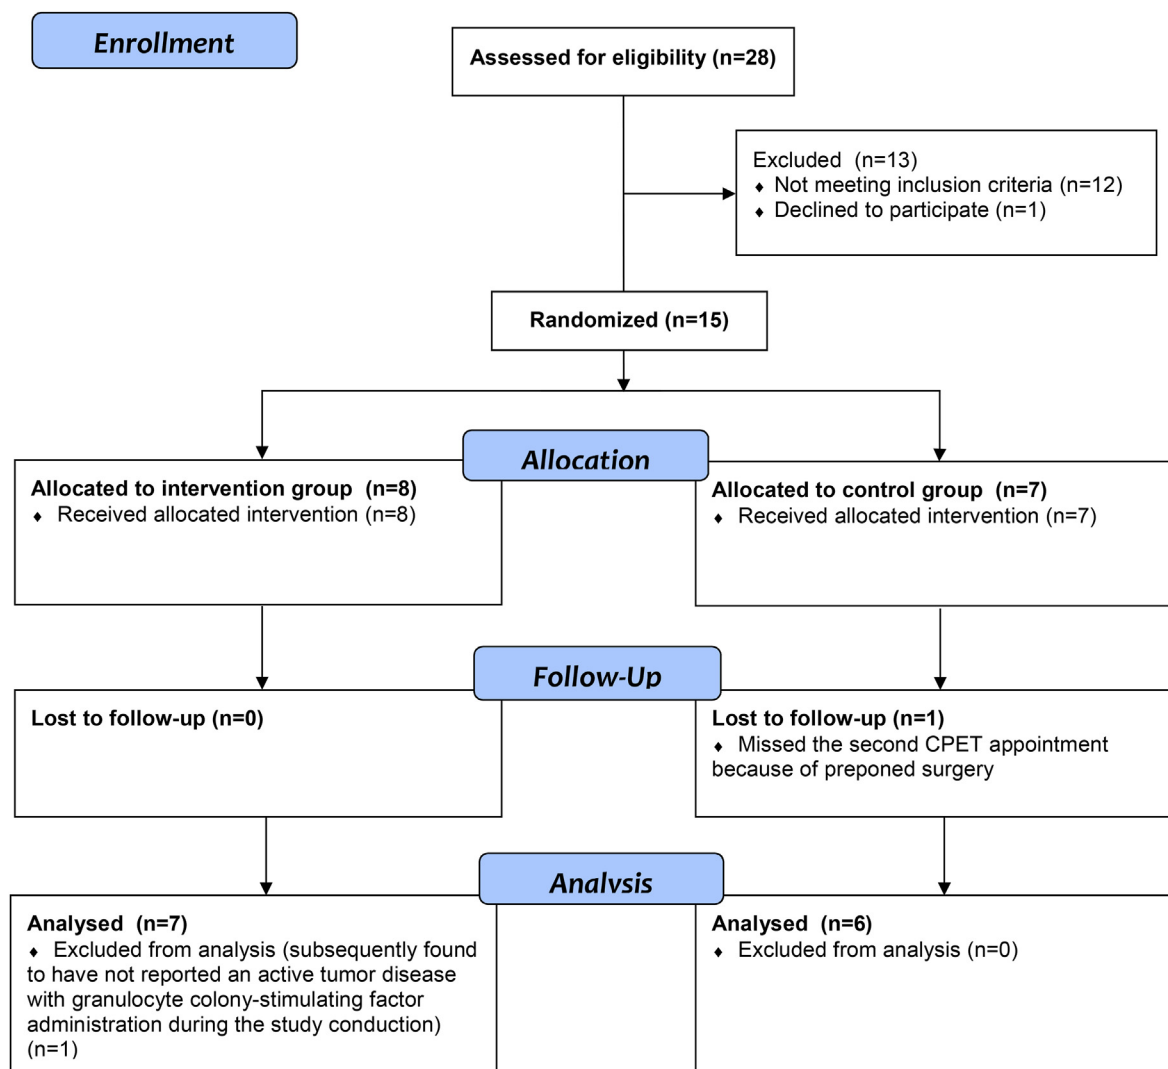 Enrollment
Assessed for eligibility (n=28)
Excluded (n=13)
♦ Not meeting inclusion criteria (n=12)
♦ Declined to participate (n=1)
Randomized (n=15)
Allocation
Allocated to intervention group (n=8)
♦ Received allocated intervention (n=8)
Allocated to control group (n=7)
♦ Received allocated intervention (n=7)
Follow-Up
Lost to follow-up (n=0)
Lost to follow-up (n=1)
♦ Missed the second CPET appointment
because of preponed surgery
Analysis
Analysed (n=7)
♦ Excluded from analysis (subsequently found
to have not reported an active tumor disease
with granulocyte colony-stimulating factor
administration during the study conduction)
(n=1)
Analysed (n=6)
♦ Excluded from analysis (n=0)